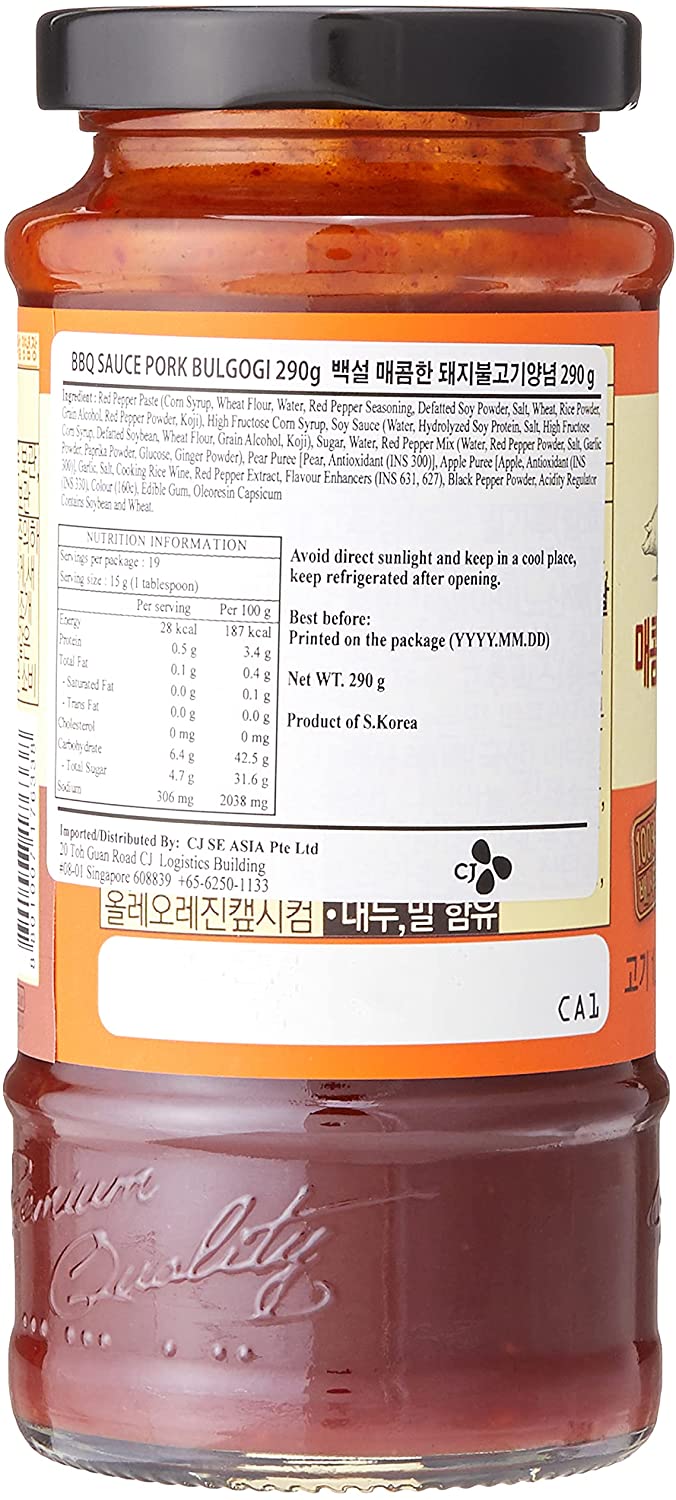 BBQ SAUCE PORK BULGOGI 290g 백설 매콤한 돼지불고기양념 290 g
Ingredient : Red Pepper Paste (Corn Syrup, Wheat Flour, Water, Red Pepper Seasoning, Defatted Soy Powder, Salt, Wheat, Rice Powder,
Grain Alcohol, Red Pepper Powder, Koji), High Fructose Corn Syrup, Soy Sauce (Water, Hydrolyzed Soy Protein, Salt, High Fructose
Corn Syrup, Defatted Soybean, Wheat Flour, Grain Alcohol, Koji), Sugar, Water, Red Pepper Mix (Water, Red Pepper Powder, Salt, Garlic
Powder, Paprika Powder, Glucose, Ginger Powder), Pear Puree [Pear, Antioxidant (INS 300)], Apple Puree [Apple, Antioxidant (INS
300)], Garlic, Salt, Cooking Rice Wine, Red Pepper Extract, Flavour Enhancers (INS 631, 627), Black Pepper Powder, Acidity Regulator
(INS 330), Colour (160c), Edible Gum, Oleoresin Capsicum
Contains Soybean and Wheat.
NUTRITION INFORMATION
Servings per package : 19
Serving size : 15 g (1 tablespoon)
Per serving Per 100 g
Energy 28 kcal 187 kcal
Protein 0.5 g 3.4 g
Total Fat 0.1 g 0.4 g
- Saturated Fat 0.0 g 0.1 g
- Trans Fat 0.0 g 0.0 g
Cholesterol 0 mg 0 mg
Carbohydrate 6.4 g 42.5 g
- Total Sugar 4.7 g 31.6 g
Sodium 306 mg 2038 mg
Avoid direct sunlight and keep in a cool place,
keep refrigerated after opening.
Best before:
Printed on the package (YYYY.MM.DD)
Net WT. 290 g
Product of S.Korea
Imported/Distributed By: CJ SE ASIA Pte Ltd
20 Toh Guan Road CJ Logistics Building
#08-01 Singapore 608839 +65-6250-1133
CJ
올레오레진캪시컴 •대두,밀 함유
CA1
매콤
고기
8 801007 176338
Premium
Quality